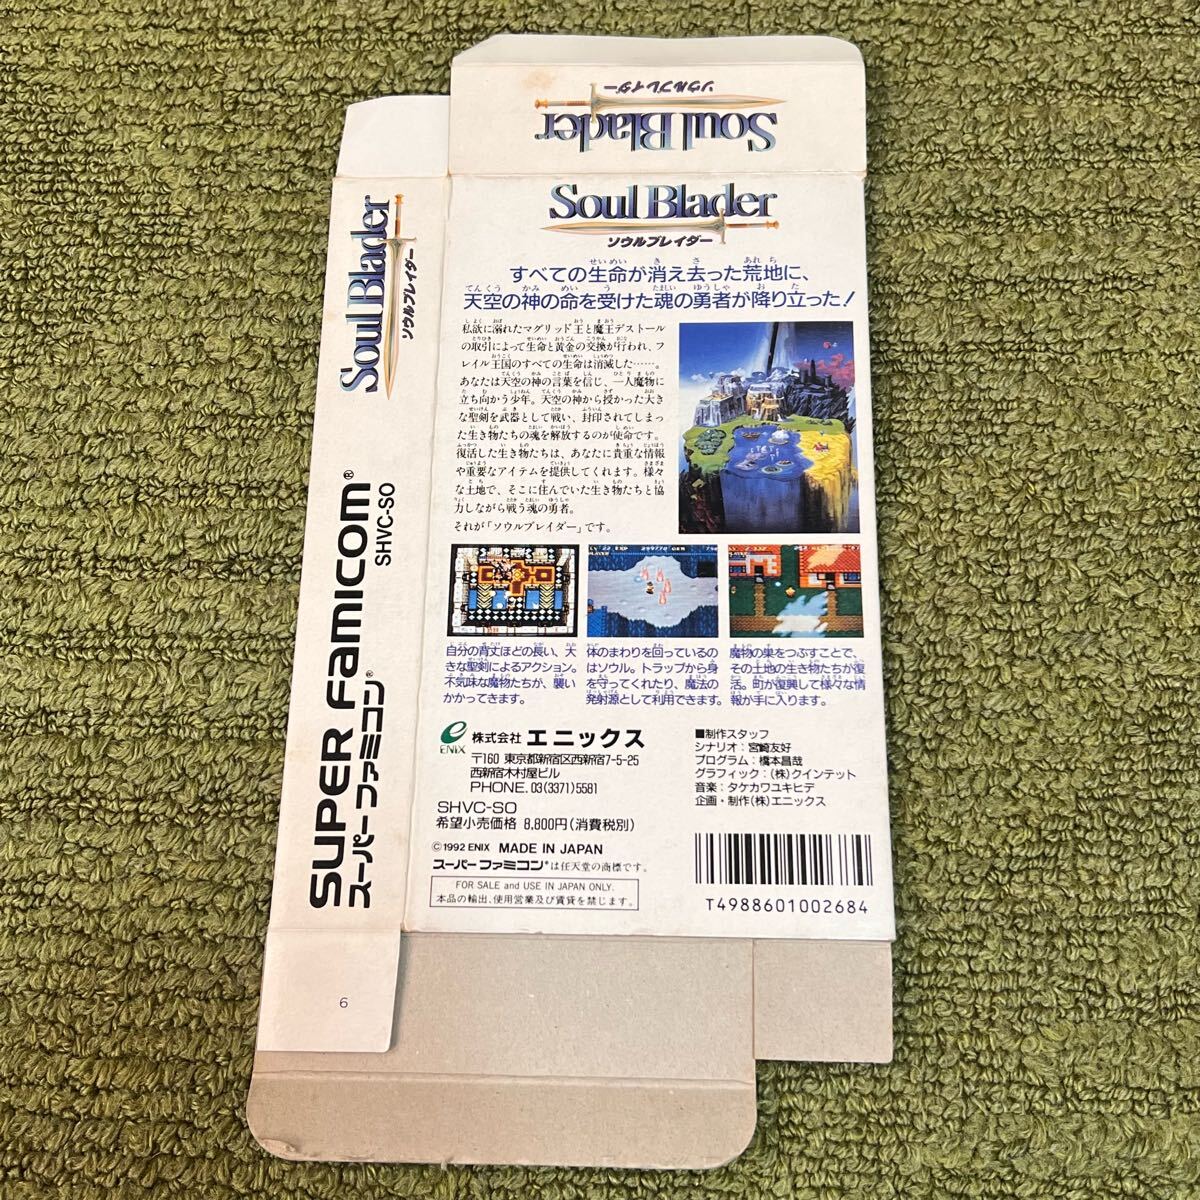 Soul Blader
ソウルブレイダー
Soul Blader
ソウルブレイダー
すべての生命が消え去った荒地に、
天空の神の命を受けた魂の勇者が降り立った！
私欲に溺れたマグリッド王と魔王デストール
の取引によって生命と黄金の交換が行われ、フ
レイル王国のすべての生命は消滅した……。
あなたは天空の神の言葉を信じ、一人魔物に
立ち向かう少年。天空の神から授かった大き
な聖剣を武器として戦い、封印されてしまっ
た生き物たちの魂を解放するのが使命です。
復活した生き物たちは、あなたに貴重な情報
や重要なアイテムを提供してくれます。様々
な土地で、そこに住んでいた生き物たちと協
力しながら戦う魂の勇者。
それが「ソウルブレイダー」です。
自分の背丈ほどの長い、大
きな聖剣によるアクション。
不気味な魔物たちが、襲い
かかってきます。
体のまわりを回っているの
はソウル。トラップから身
を守ってくれたり、魔法の
発射源として利用できます。
魔物の巣をつぶすことで、
その土地の生き物たちが復
活。町が復興して様々な情
報が手に入ります。
ENIX
株式会社 エニックス
〒160 東京都新宿区西新宿7-5-25
西新宿木村屋ビル
PHONE. 03(3371)5581
SHVC-SO
希望小売価格 8,800円(消費税別)
©1992 ENIX MADE IN JAPAN
スーパーファミコン®は任天堂の商標です。
FOR SALE and USE IN JAPAN ONLY.
本品の輸出、使用営業及び賃貸を禁じます。
■制作スタッフ
シナリオ：宮崎友好
プログラム：橋本昌哉
グラフィック：(株)クインテット
音楽：タケカワユキヒデ
企画・制作(株)エニックス
T4988601002684
Soul Blader
ソウルブレイダー
SUPER FAMICOM®
スーパーファミコン®
SHVC-SO
6